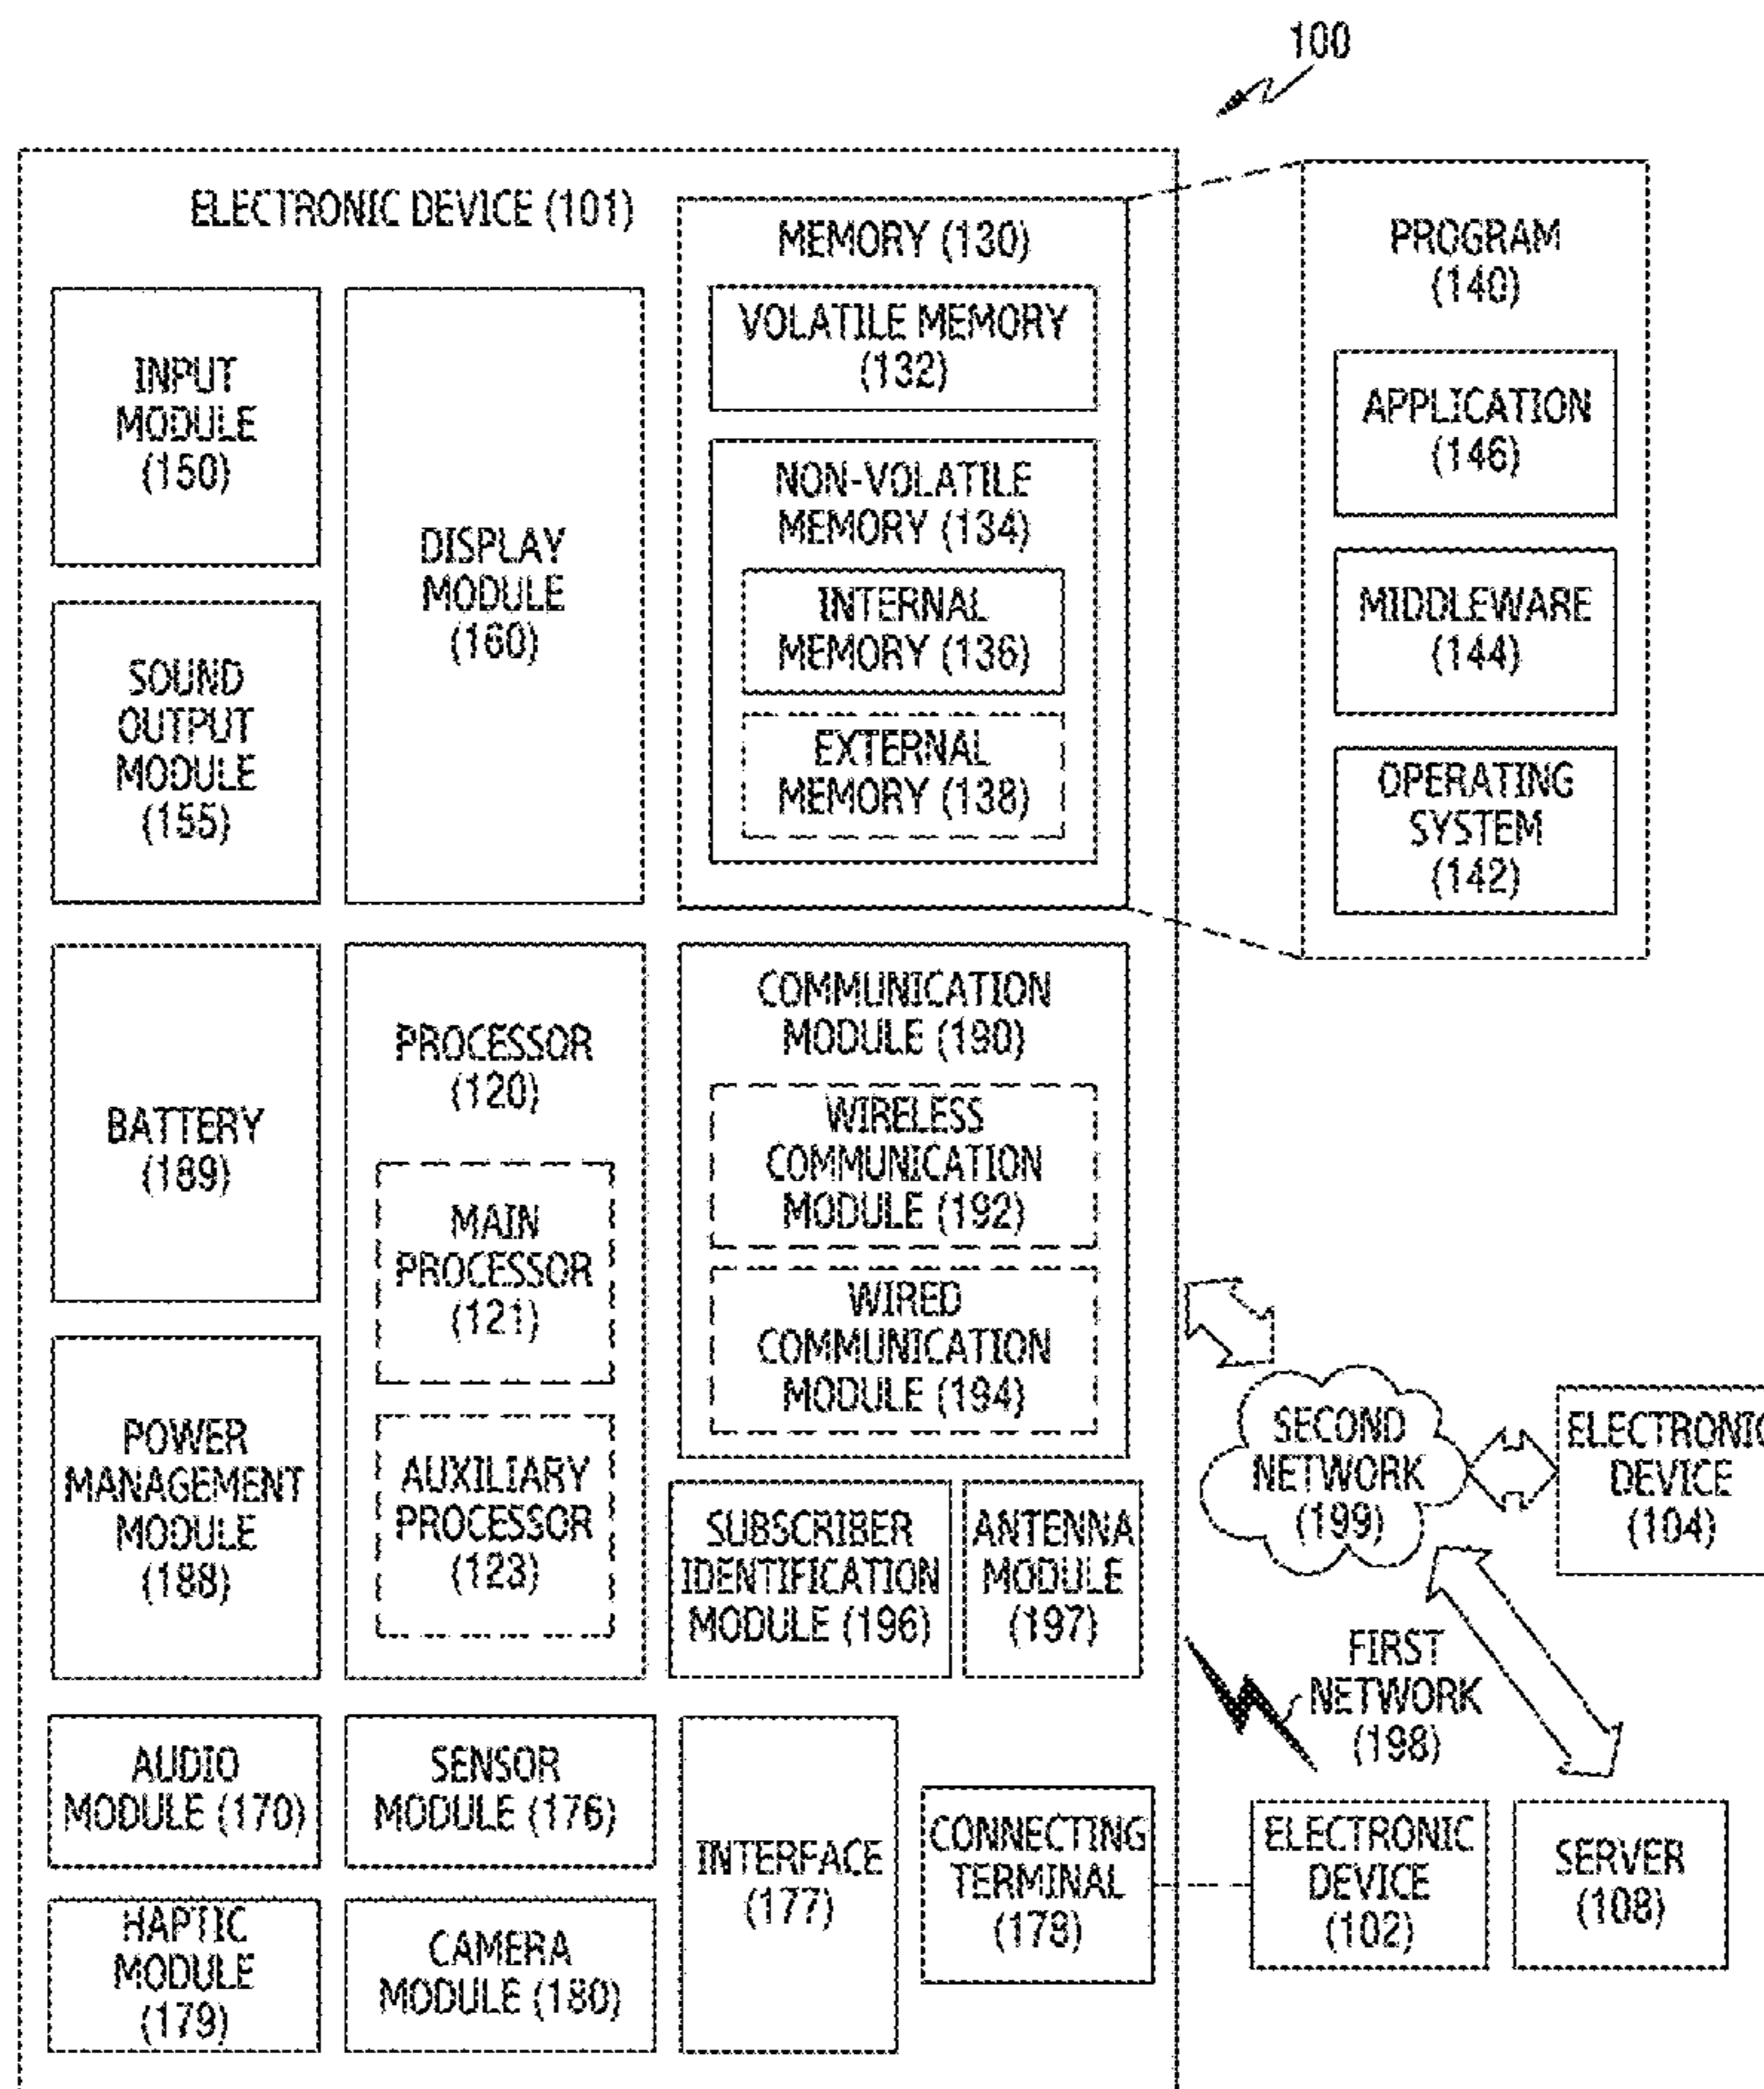 100
ELECTRONIC DEVICE (101)
INPUT
MODULE
(150)
SOUND
OUTPUT
MODULE
(155)
DISPLAY
MODULE
(160)
MEMORY (130)
VOLATILE MEMORY
(132)
NON-VOLATILE
MEMORY (134)
INTERNAL
MEMORY (136)
EXTERNAL
MEMORY (138)
PROGRAM
(140)
APPLICATION
(146)
MIDDLEWARE
(144)
OPERATING
SYSTEM
(142)
BATTERY
(189)
POWER
MANAGEMENT
MODULE
(188)
PROCESSOR
(120)
MAIN
PROCESSOR
(121)
AUXILIARY
PROCESSOR
(123)
COMMUNICATION
MODULE (190)
WIRELESS
COMMUNICATION
MODULE (192)
WIRED
COMMUNICATION
MODULE (194)
SUBSCRIBER
IDENTIFICATION
MODULE (196)
ANTENNA
MODULE
(197)
SECOND
NETWORK
(199)
ELECTRONIC
DEVICE
(104)
FIRST
NETWORK
(198)
AUDIO
MODULE (170)
SENSOR
MODULE (176)
INTERFACE
(177)
CONNECTING
TERMINAL
(178)
ELECTRONIC
DEVICE
(102)
SERVER
(108)
HAPTIC
MODULE
(179)
CAMERA
MODULE (180)